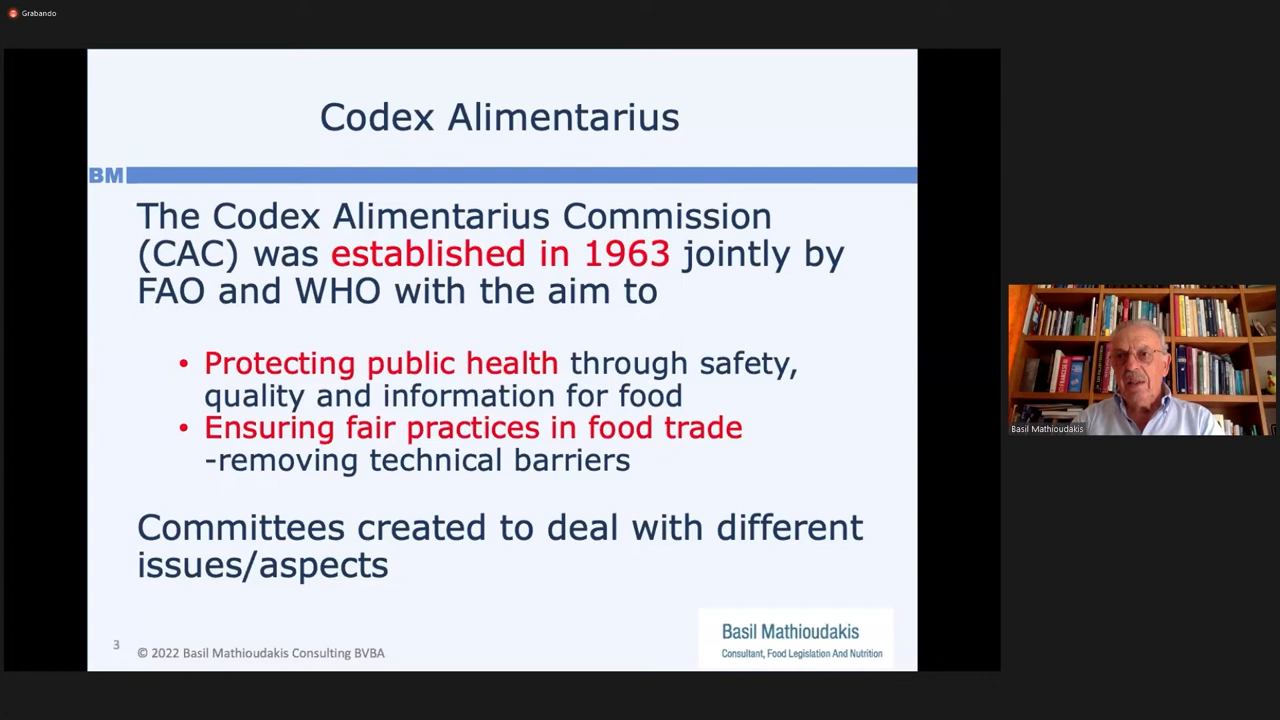 Grabando
Codex Alimentarius
BM
The Codex Alimentarius Commission
(CAC) was established in 1963 jointly by
FAO and WHO with the aim to
• Protecting public health through safety,
quality and information for food
• Ensuring fair practices in food trade
-removing technical barriers
Committees created to deal with different
issues/aspects
3
© 2022 Basil Mathioudakis Consulting BVBA
Basil Mathioudakis
Consultant, Food Legislation And Nutrition
Basil Mathioudakis